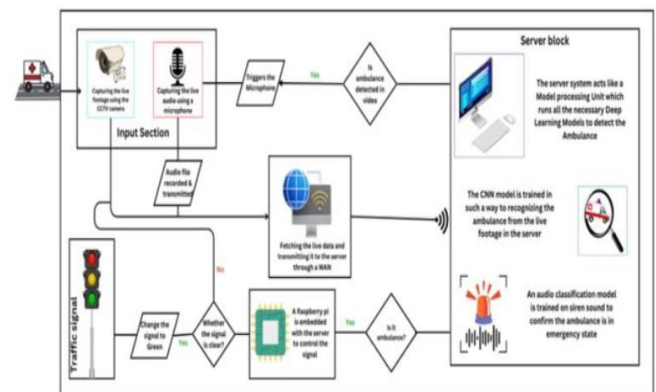 Capturing the live
footage using the
CCTV camera
Capturing the live
audio using a
microphone
Input Section
Triggers the
Microphone
Yes
Is
ambulance
detected in
video
Server block
The server system acts like a
Model processing Unit which
runs all the necessary Deep
Learning Models to detect the
Ambulance
Audio file
recorded &
transmitted
Fetching the live data and
transmitting it to the server
through a WAN
The CNN model is trained in
such a way to recognizing the
ambulance from the live
footage in the server
An audio classification model
is trained on siren sound to
confirm the ambulance is in
emergency state
Traffic signal
Change the
signal to
Green
Yes
No
Whether
the signal
is clear?
A Raspberry pi
is embedded
with the server
to control the
signal
Yes
Is it
ambulance?